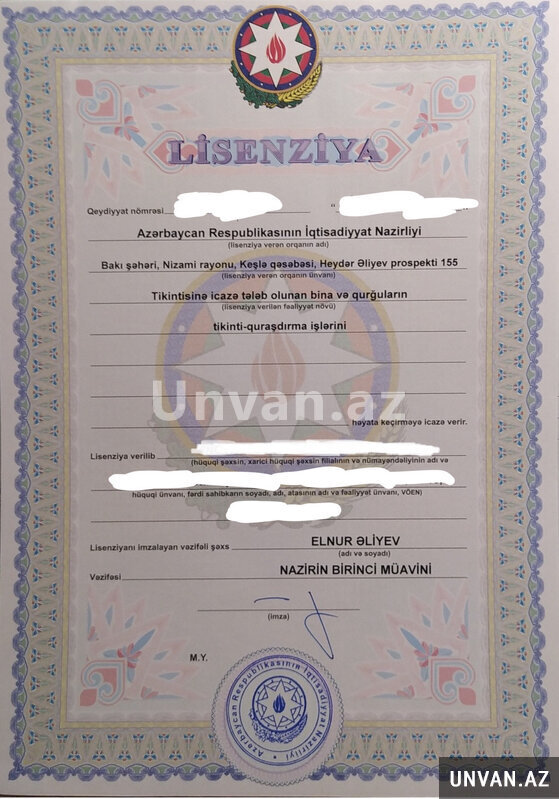 LİSENZİYA
Qeydiyyat nömrəsi
Azərbaycan Respublikasının İqtisadiyyat Nazirliyi
(lisenziya verən orqanın adı)
Bakı şəhəri, Nizami rayonu, Keşlə qəsəbəsi, Heydər Əliyev prospekti 155
(lisenziya verən orqanın ünvanı)
Tikintisinə icazə tələb olunan bina və qurğuların
(lisenziya verilən fəaliyyət növü)
tikinti-quraşdırma işlərini
Unvan.az
həyata keçirməyə icazə verir.
Lisenziya verilib
(hüquqi şəxsin, xarici hüquqi şəxsin filialının və nümayəndəliyinin adı və
hüquqi ünvanı, fərdi sahibkarın soyadı, adı, atasının adı və fəaliyyət ünvanı, VÖEN)
Lisenziyanı imzalayan vəzifəli şəxs ELNUR ƏLİYEV
(adı və soyadı)
Vəzifəsi NAZİRİN BİRİNCİ MÜAVİNİ
(imza)
M.Y.
Azərbaycan Respublikasının İqtisadiyyat Nazirliyi
UNVAN.AZ